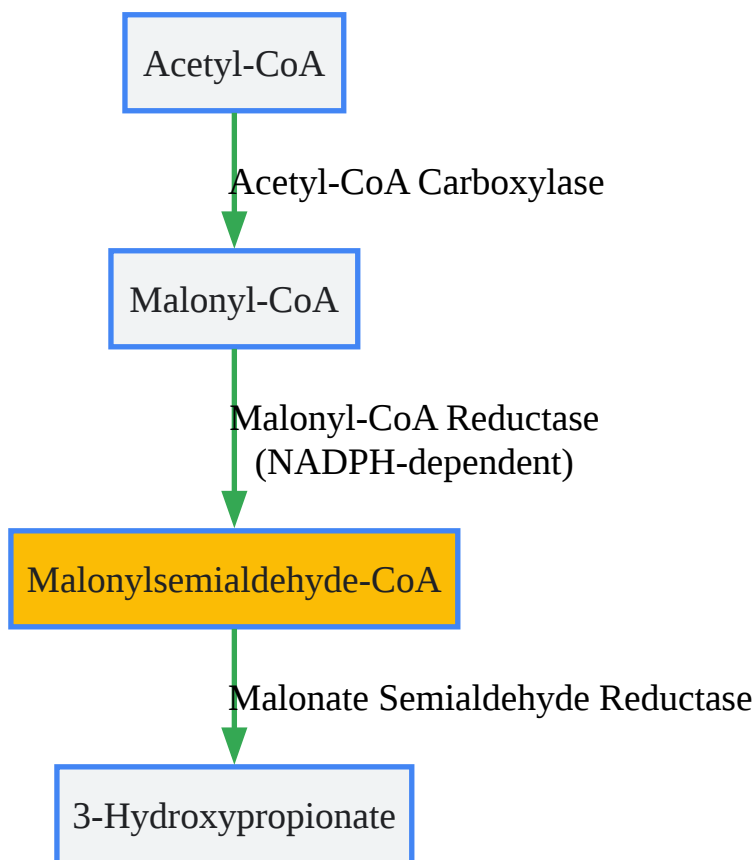 Acetyl-CoA
Acetyl-CoA Carboxylase
Malonyl-CoA
Malonyl-CoA Reductase
(NADPH-dependent)
Malonylsemialdehyde-CoA
Malonate Semialdehyde Reductase
3-Hydroxypropionate